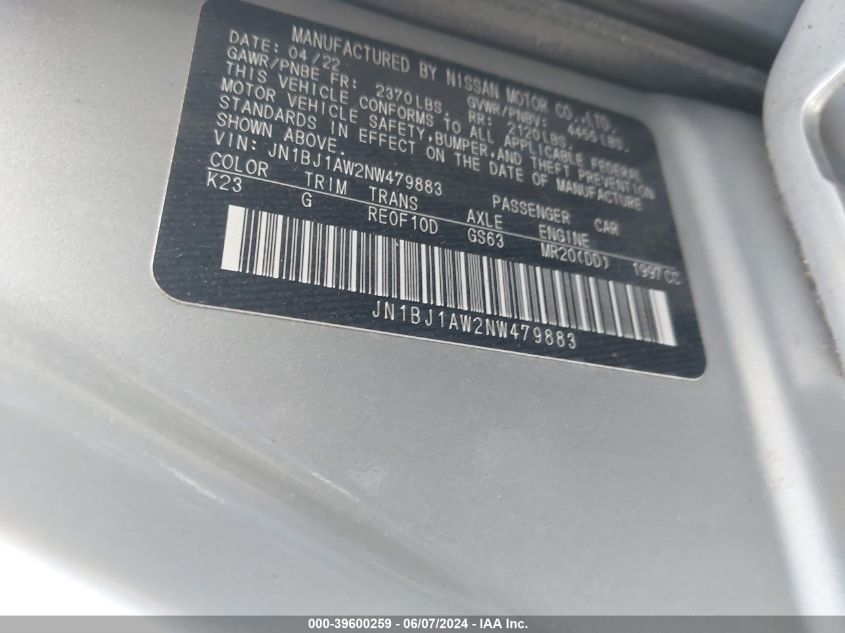 MANUFACTURED BY NISSAN MOTOR CO.,LTD.
DATE: 04/22 GVWR/PNBV: 4455LBS.
GAWR/PNBE FR: 2370LBS. RR: 2120LBS.
THIS VEHICLE CONFORMS TO ALL APPLICABLE FEDERAL
MOTOR VEHICLE SAFETY,BUMPER,AND THEFT PREVENTION
STANDARDS IN EFFECT ON THE DATE OF MANUFACTURE
SHOWN ABOVE.
VIN: JN1BJ1AW2NW479883 PASSENGER CAR
COLOR TRIM TRANS AXLE ENGINE
K23 G RE0F10D GS63 MR20(DD) 1997CC
JN1BJ1AW2NW479883
000-39600259 - 06/07/2024 - IAA Inc.